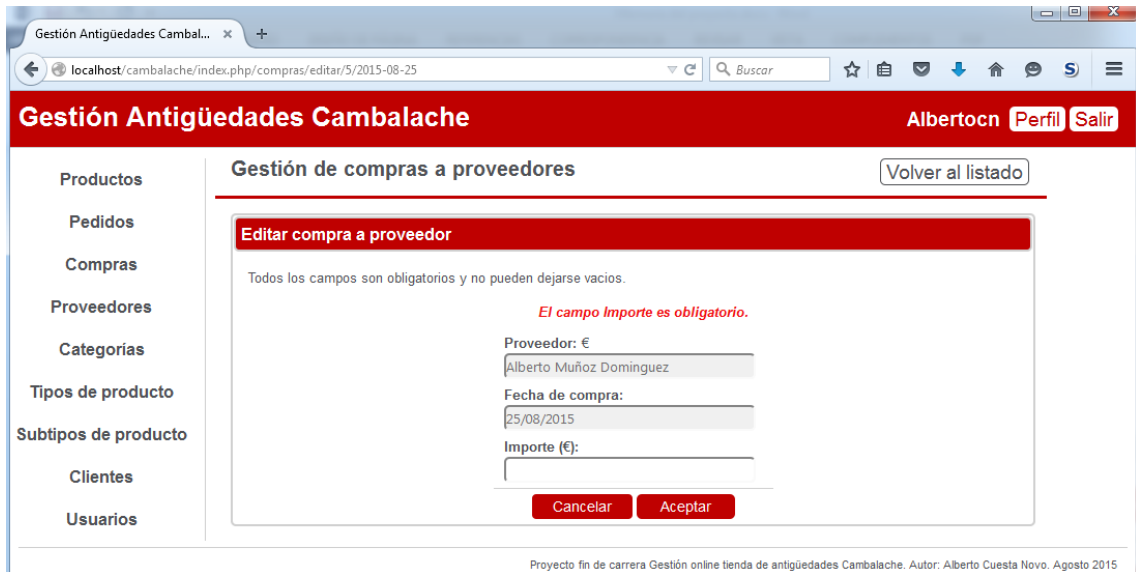 Gestión Antigüedades Cambal...
localhost/cambalache/index.php/compras/editar/5/2015-08-25
Buscar
Gestión Antigüedades Cambalache
Albertocn Perfil Salir
Productos
Pedidos
Compras
Proveedores
Categorías
Tipos de producto
Subtipos de producto
Clientes
Usuarios
Gestión de compras a proveedores
Volver al listado
Editar compra a proveedor
Todos los campos son obligatorios y no pueden dejarse vacios.
El campo Importe es obligatorio.
Proveedor: €
Alberto Muñoz Dominguez
Fecha de compra:
25/08/2015
Importe (€):
Cancelar Aceptar
Proyecto fin de carrera Gestión online tienda de antigüedades Cambalache. Autor: Alberto Cuesta Novo. Agosto 2015